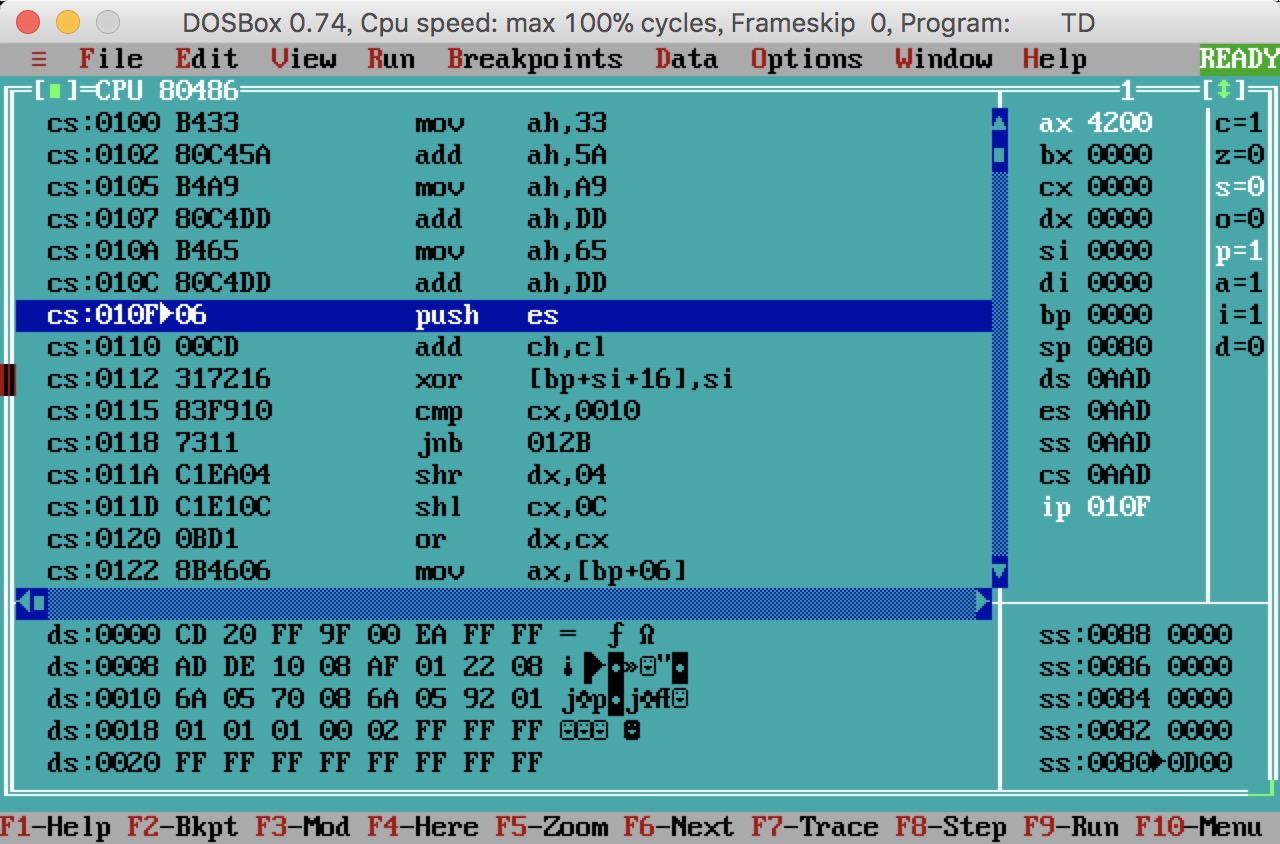 DOSBox 0.74, Cpu speed: max 100% cycles, Frameskip 0, Program: TD
≡ File Edit View Run Breakpoints Data Options Window Help READY
[■]=CPU 80486 1 [↕]
cs:0100 B433 mov ah,33 ax 4200 c=1
cs:0102 80C45A add ah,5A bx 0000 z=0
cs:0105 B4A9 mov ah,A9 cx 0000 s=0
cs:0107 80C4DD add ah,DD dx 0000 o=0
cs:010A B465 mov ah,65 si 0000 p=1
cs:010C 80C4DD add ah,DD di 0000 a=1
cs:010F►06 push es bp 0000 i=1
cs:0110 00CD add ch,cl sp 0080 d=0
cs:0112 317216 xor [bp+si+16],si ds 0AAD
cs:0115 83F910 cmp cx,0010 es 0AAD
cs:0118 7311 jnb 012B ss 0AAD
cs:011A C1EA04 shr dx,04 cs 0AAD
cs:011D C1E10C shl cx,0C ip 010F
cs:0120 0BD1 or dx,cx
cs:0122 8B4606 mov ax,[bp+06]
ds:0000 CD 20 FF 9F 00 EA FF FF = ƒ Ω ss:0088 0000
ds:0008 AD DE 10 08 AF 01 22 08 ¡ ▐►◘»☺"◘ ss:0086 0000
ds:0010 6A 05 70 08 6A 05 92 01 j♣p◘j♣Æ☺ ss:0084 0000
ds:0018 01 01 01 00 02 FF FF FF ☺☺☺ ☻ ss:0082 0000
ds:0020 FF FF FF FF FF FF FF FF ss:0080►0D00
F1-Help F2-Bkpt F3-Mod F4-Here F5-Zoom F6-Next F7-Trace F8-Step F9-Run F10-Menu